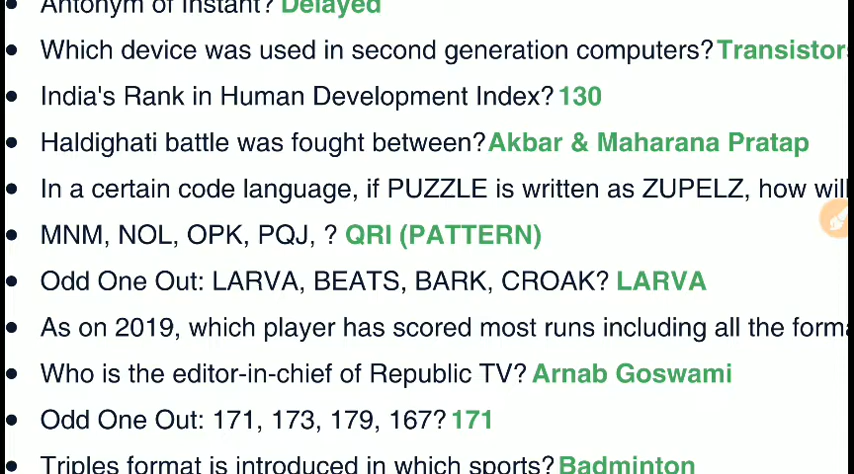 Antonym of Instant? Delayed
Which device was used in second generation computers? Transistor
India's Rank in Human Development Index? 130
Haldighati battle was fought between? Akbar & Maharana Pratap
In a certain code language, if PUZZLE is written as ZUPELZ, how will
MNM, NOL, OPK, PQJ, ? QRI (PATTERN)
Odd One Out: LARVA, BEATS, BARK, CROAK? LARVA
As on 2019, which player has scored most runs including all the
Who is the editor-in-chief of Republic TV? Arnab Goswami
Odd One Out: 171, 173, 179, 167? 171
Triples format is introduced in which sports? Badminton